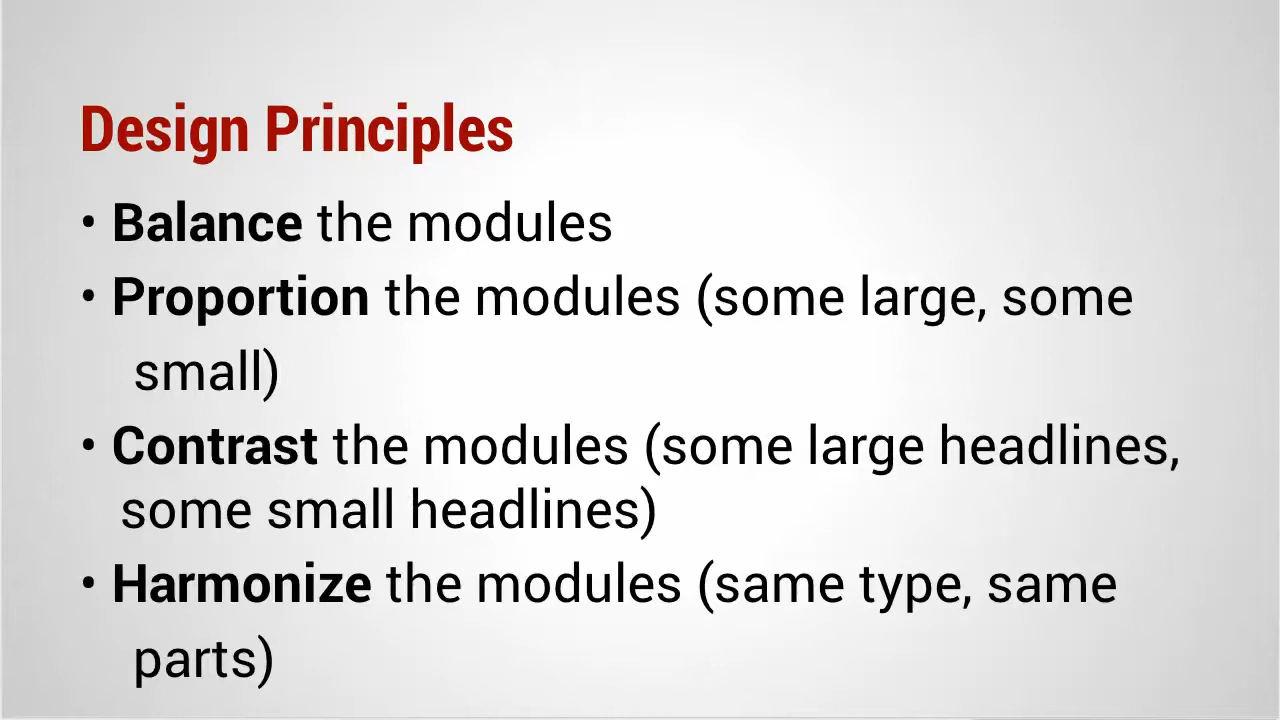 Design Principles
• Balance the modules
• Proportion the modules (some large, some
small)
• Contrast the modules (some large headlines,
some small headlines)
• Harmonize the modules (same type, same
parts)